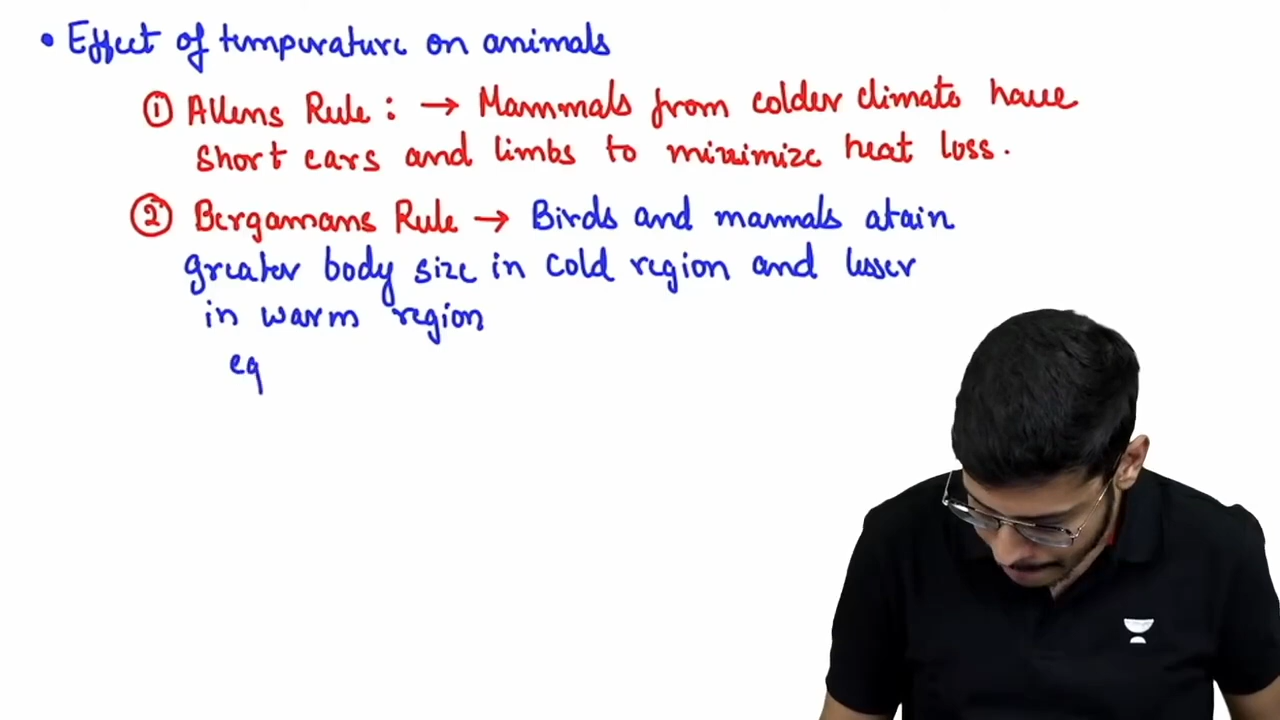 • Effect of temperature on animals
① Allens Rule : → Mammals from colder climate have
short ears and limbs to minimize heat loss.
② Bergamans Rule → Birds and mammals atain
greater body size in cold region and lesser
in warm region
eg